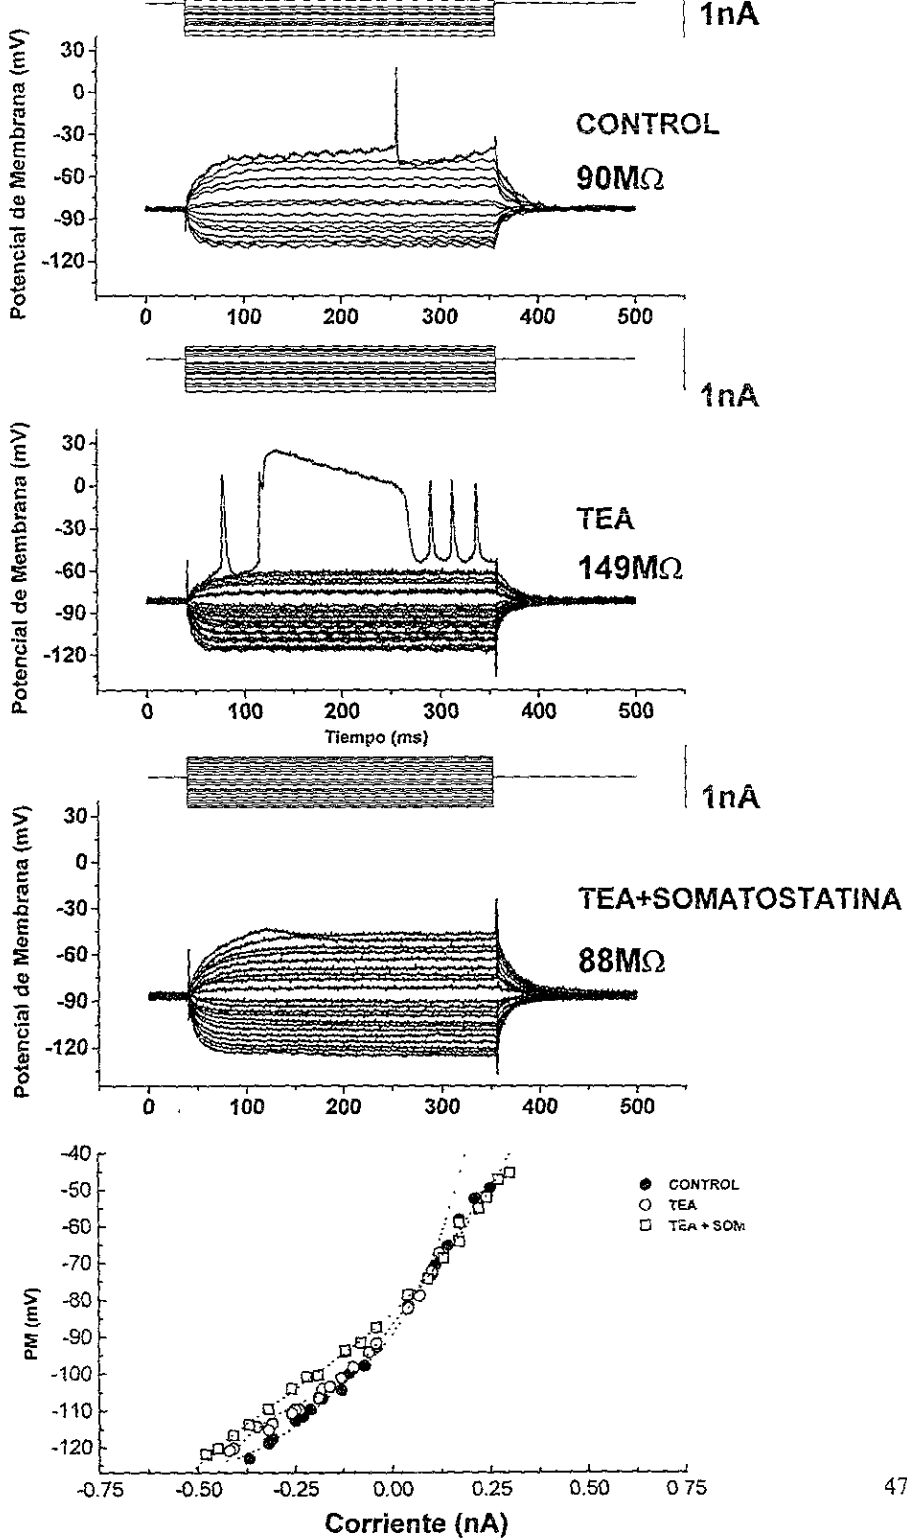 1nA
Potencial de Membrana (mV)
30
0
-30
-60
-90
-120
CONTROL
90MΩ
0 100 200 300 400 500
1nA
Potencial de Membrana (mV)
30
0
-30
-60
-90
-120
TEA
149MΩ
0 100 200 300 400 500
Tiempo (ms)
1nA
Potencial de Membrana (mV)
30
0
-30
-60
-90
-120
TEA+SOMATOSTATINA
88MΩ
0 100 200 300 400 500
PM (mV)
-40
-50
-60
-70
-80
-90
-100
-110
-120
CONTROL
TEA
TEA + SOM
-0.75 -0.50 -0.25 0.00 0.25 0.50 0.75
Corriente (nA)
47